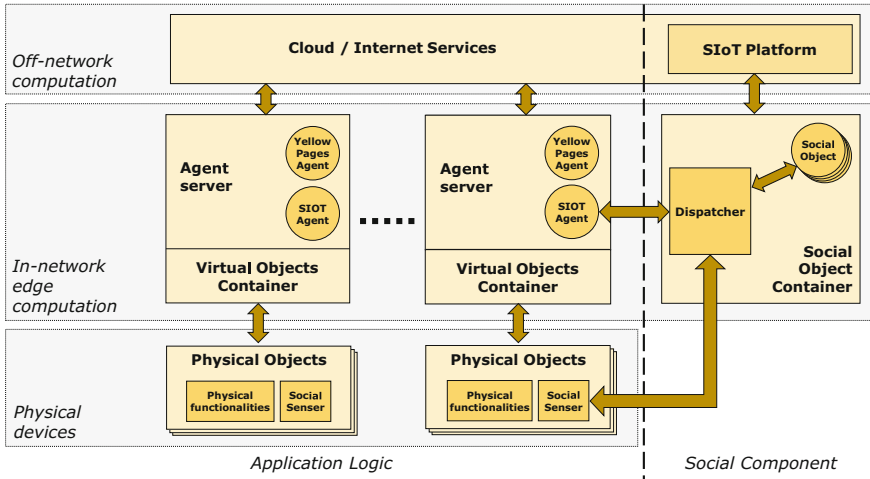 Off-network
computation
Cloud / Internet Services
SIoT Platform
In-network
edge
computation
Agent
server
Yellow
Pages
Agent
SIOT
Agent
Virtual Objects
Container
......
Agent
server
Yellow
Pages
Agent
SIOT
Agent
Virtual Objects
Container
Social
Object
Dispatcher
Social
Object
Container
Physical
devices
Physical Objects
Physical
functionalities
Social
Senser
Physical Objects
Physical
functionalities
Social
Senser
Application Logic
Social Component